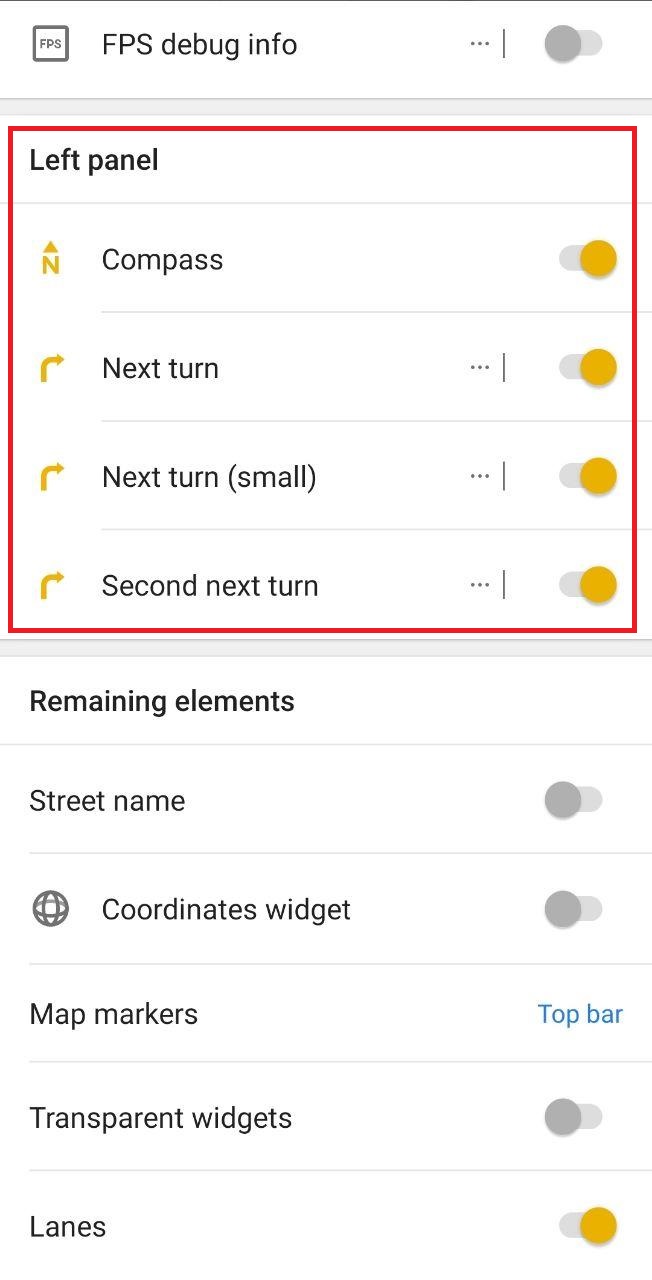 FPS FPS debug info ...
Left panel
N Compass
Next turn ...
Next turn (small) ...
Second next turn ...
Remaining elements
Street name
Coordinates widget
Map markers Top bar
Transparent widgets
Lanes